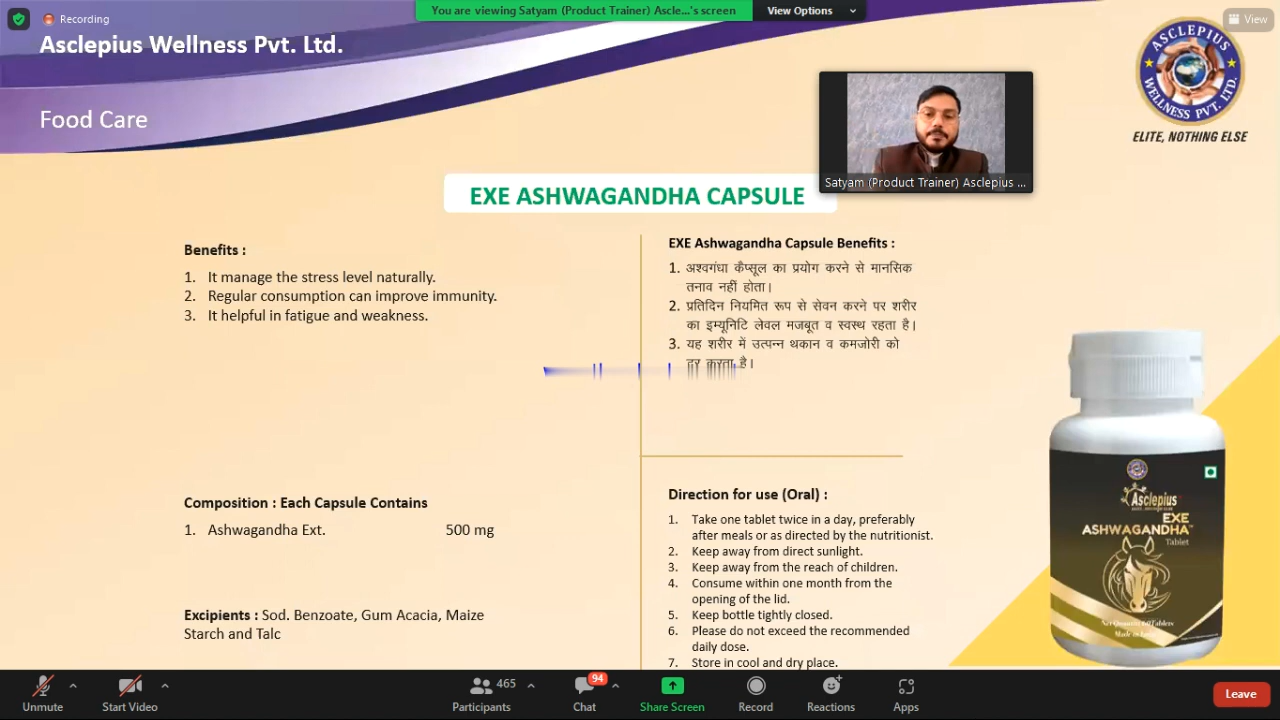 Recording
You are viewing Satyam (Product Trainer) Ascle...'s screen
View Options
View
Asclepius Wellness Pvt. Ltd.
Food Care
ASCLEPIUS
WELLNESS PVT. LTD.
ELITE, NOTHING ELSE
Satyam (Product Trainer) Asclepius ...
EXE ASHWAGANDHA CAPSULE
Benefits :
1. It manage the stress level naturally.
2. Regular consumption can improve immunity.
3. It helpful in fatigue and weakness.
EXE Ashwagandha Capsule Benefits :
1. अश्वगंधा कैप्सूल का प्रयोग करने से मानसिक
तनाव नहीं होता।
2. प्रतिदिन नियमित रूप से सेवन करने पर शरीर
का इम्यूनिटि लेवल मजबूत व स्वस्थ रहता है।
3. यह शरीर में उत्पन्न थकान व कमजोरी को
दूर करता है।
Composition : Each Capsule Contains
1. Ashwagandha Ext. 500 mg
Excipients : Sod. Benzoate, Gum Acacia, Maize
Starch and Talc
Direction for use (Oral) :
1. Take one tablet twice in a day, preferably
after meals or as directed by the nutritionist.
2. Keep away from direct sunlight.
3. Keep away from the reach of children.
4. Consume within one month from the
opening of the lid.
5. Keep bottle tightly closed.
6. Please do not exceed the recommended
daily dose.
7. Store in cool and dry place.
Asclepius
EXE
ASHWAGANDHA
Tablet
Net Quantity: 60 Tablets
Made in India
Unmute
Start Video
465
Participants
94
Chat
Share Screen
Record
Reactions
Apps
Leave